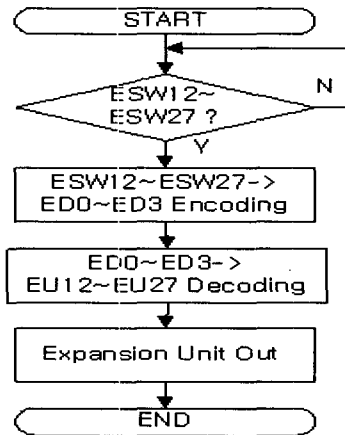 START
ESW12~
ESW27 ?
N
Y
ESW12~ESW27->
ED0~ED3 Encoding
ED0~ED3->
EU12~EU27 Decoding
Expansion Unit Out
END